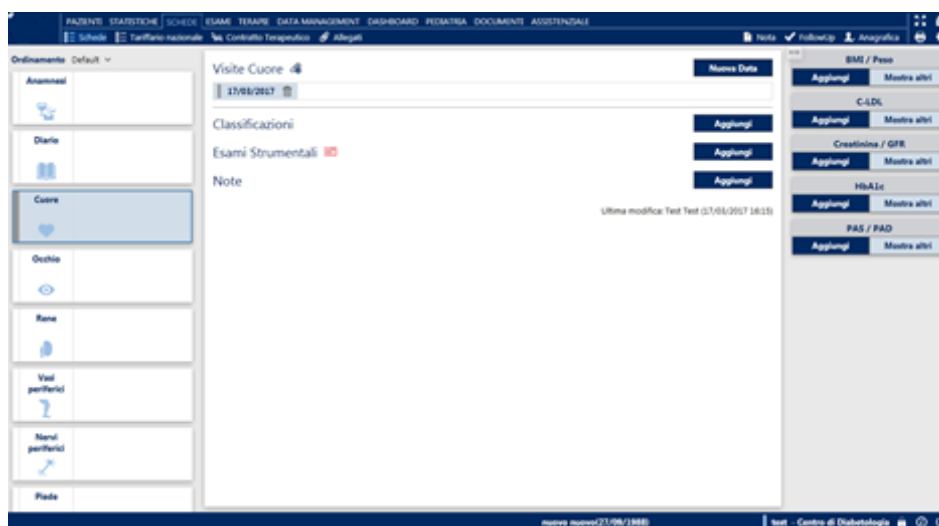 PAZIENTI STATISTICHE SCHEDE ESAMI TERAPIE DATA MANAGEMENT DASHBOARD PEDIATRIA DOCUMENTI ASSISTENZIALE
Schede Tariffario nazionale Contratto Terapeutico Allegati Nota FollowUp Anagrafica
Ordinamento Default
Anamnesi
Diario
Cuore
Occhio
Rene
Vasi
periferici
Nervi
periferici
Piede
Visite Cuore
Nuova Data
17/03/2017
Classificazioni
Aggiungi
Esami Strumentali
Aggiungi
Note
Aggiungi
Ultima modifica: Test Test (17/03/2017 16:15)
BMI / Peso
Aggiungi Mostra altri
C-LDL
Aggiungi Mostra altri
Creatinina / GFR
Aggiungi Mostra altri
HbA1c
Aggiungi Mostra altri
PAS / PAD
Aggiungi Mostra altri
nuovo nuovo(27/09/1988)
test - Centro di Diabetologia